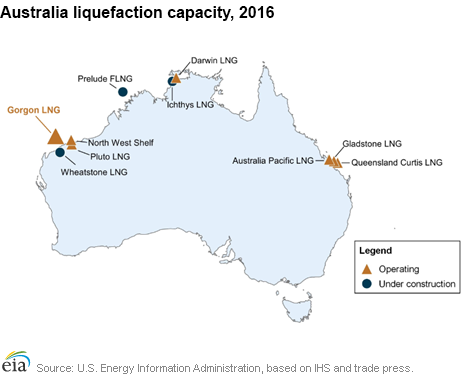 Australia liquefaction capacity, 2016
Darwin LNG
Prelude FLNG
Ichthys LNG
Gorgon LNG
North West Shelf
Pluto LNG
Wheatstone LNG
Gladstone LNG
Australia Pacific LNG
Queensland Curtis LNG
Legend
Operating
Under construction
eia
Source: U.S. Energy Information Administration, based on IHS and trade press.